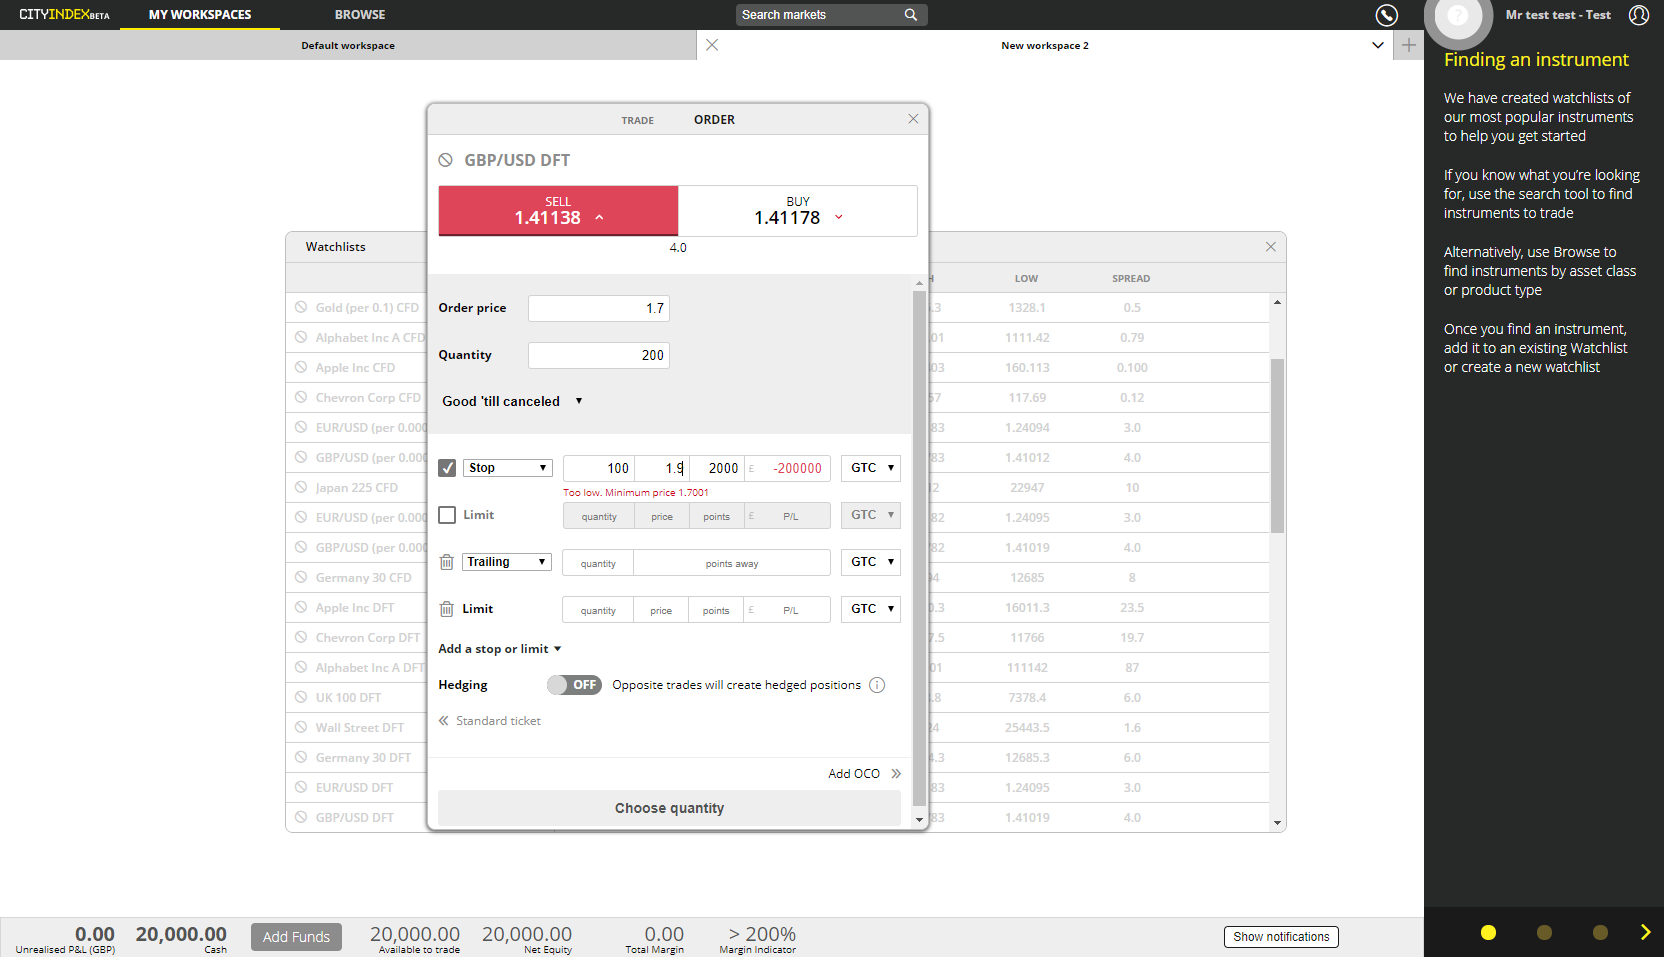 CITYINDEXBETA
MY WORKSPACES
BROWSE
Search markets
?
Mr test test - Test
Default workspace
New workspace 2
Finding an instrument
We have created watchlists of
our most popular instruments
to help you get started
If you know what you're looking
for, use the search tool to find
instruments to trade
Alternatively, use Browse to
find instruments by asset class
or product type
Once you find an instrument,
add it to an existing Watchlist
or create a new watchlist
TRADE ORDER
GBP/USD DFT
SELL
1.41138
BUY
1.41178
4.0
Order price 1.7
Quantity 200
Good 'till canceled
Stop 100 1.9 2000 £ -200000 GTC
Too low. Minimum price 1.7001
Limit quantity price points £ P/L GTC
Trailing quantity points away GTC
Limit quantity price points £ P/L GTC
Add a stop or limit
Hedging OFF Opposite trades will create hedged positions i
Standard ticket
Add OCO
Choose quantity
Watchlists
LOW SPREAD
Gold (per 0.1) CFD .3 1328.1 0.5
Alphabet Inc A CFD 01 1111.42 0.79
Apple Inc CFD 03 160.113 0.100
Chevron Corp CFD 57 117.69 0.12
EUR/USD (per 0.000 83 1.24094 3.0
GBP/USD (per 0.000 83 1.41012 4.0
Japan 225 CFD 2 22947 10
EUR/USD (per 0.000 82 1.24095 3.0
GBP/USD (per 0.000 82 1.41019 4.0
Germany 30 CFD 4 12685 8
Apple Inc DFT 0.3 16011.3 23.5
Chevron Corp DFT 7.5 11766 19.7
Alphabet Inc A DFT 01 111142 87
UK 100 DFT .8 7378.4 6.0
Wall Street DFT 24 25443.5 1.6
Germany 30 DFT 4.3 12685.3 6.0
EUR/USD DFT 83 1.24095 3.0
GBP/USD DFT 83 1.41019 4.0
0.00
Unrealised P&L (GBP)
20,000.00
Cash
Add Funds
20,000.00
Available to trade
20,000.00
Net Equity
0.00
Total Margin
> 200%
Margin Indicator
Show notifications